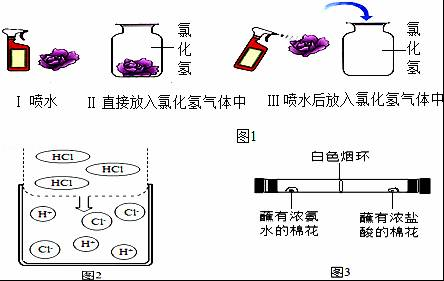 氯化氢
氯化氢
Ⅰ 喷水
Ⅱ 直接放入氯化氢气体中
Ⅲ 喷水后放入氯化氢气体中
图1
HCl
HCl
HCl
H⁺
Cl⁻
Cl⁻
Cl⁻
H⁺
H⁺
图2
白色烟环
蘸有浓氨水的棉花
蘸有浓盐酸的棉花
图3